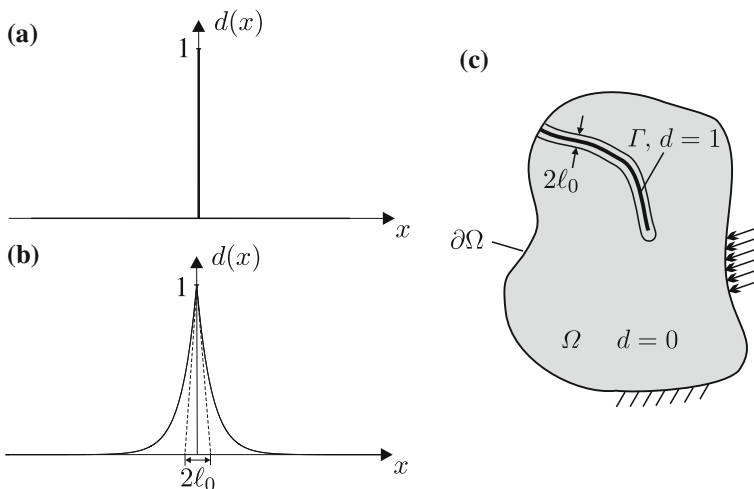 (a)
d(x)
1
x
(b)
d(x)
1
x
2ℓ₀
(c)
Γ, d = 1
2ℓ₀
∂Ω
Ω d = 0